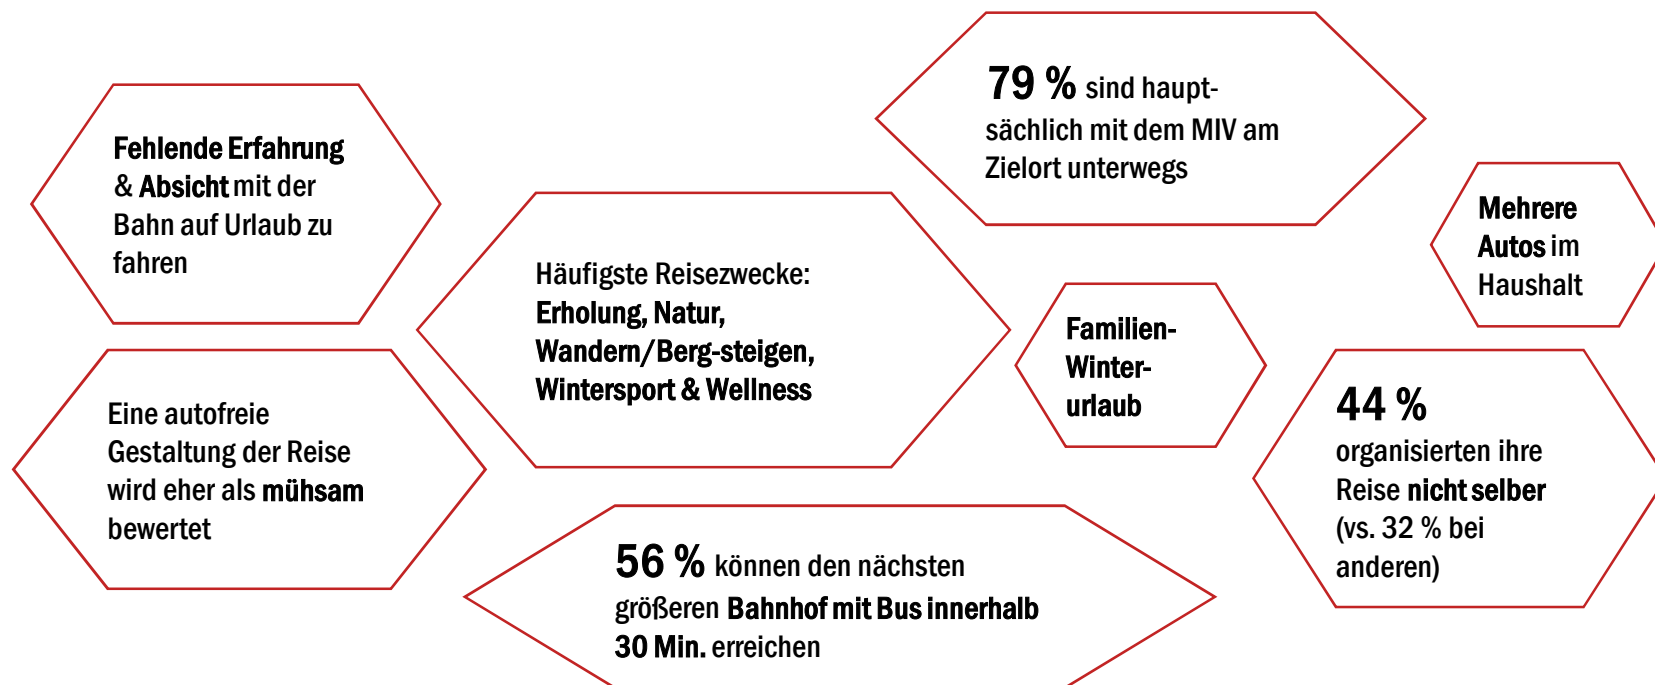 79 % sind haupt-
sächlich mit dem MIV am
Zielort unterwegs
Fehlende Erfahrung
& Absicht mit der
Bahn auf Urlaub zu
fahren
Mehrere
Autos im
Haushalt
Häufigste Reisezwecke:
Erholung, Natur,
Wandern/Berg-steigen,
Wintersport & Wellness
Familien-
Winter-
urlaub
Eine autofreie
Gestaltung der Reise
wird eher als mühsam
bewertet
44 %
organisierten ihre
Reise nicht selber
(vs. 32 % bei
anderen)
56 % können den nächsten
größeren Bahnhof mit Bus innerhalb
30 Min. erreichen